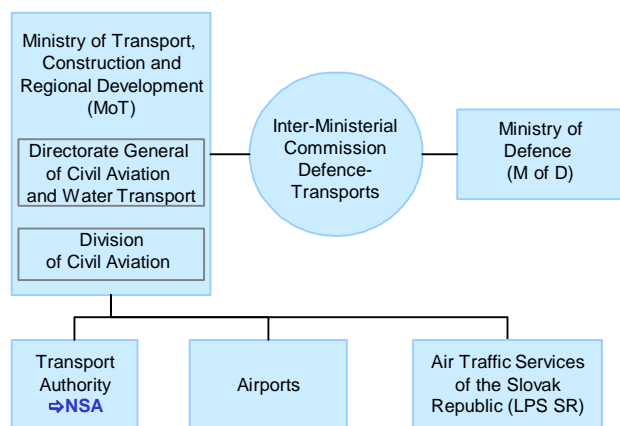 Ministry of Transport,
Construction and
Regional Development
(MoT)
Directorate General
of Civil Aviation
and Water Transport
Division
of Civil Aviation
Inter-Ministerial
Commission
Defence-
Transports
Ministry of
Defence
(M of D)
Transport
Authority
⇨NSA
Airports
Air Traffic Services
of the Slovak
Republic (LPS SR)